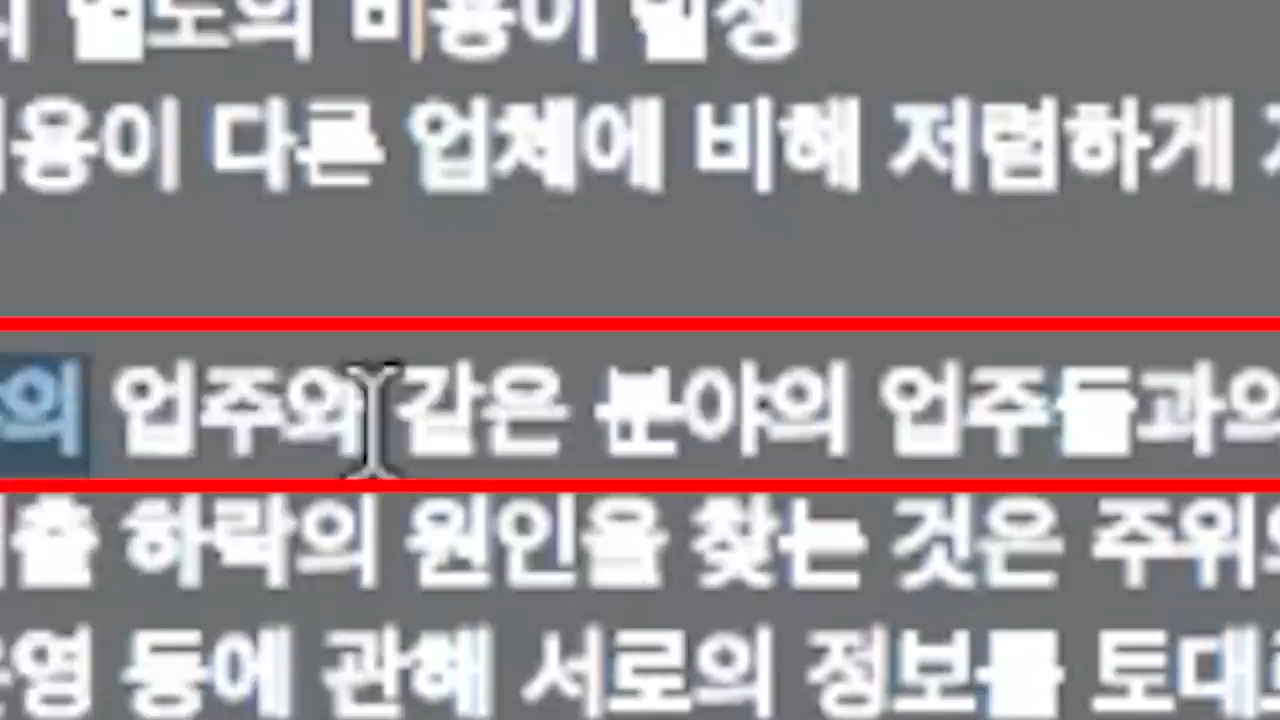 별도의 비용이 발생
용이 다른 업체에 비해 저렴하게
의 업주와 같은 분야의 업주들과의
출 하락의 원인을 찾는 것은 주위의
영 등에 관해 서로의 정보를 토대로